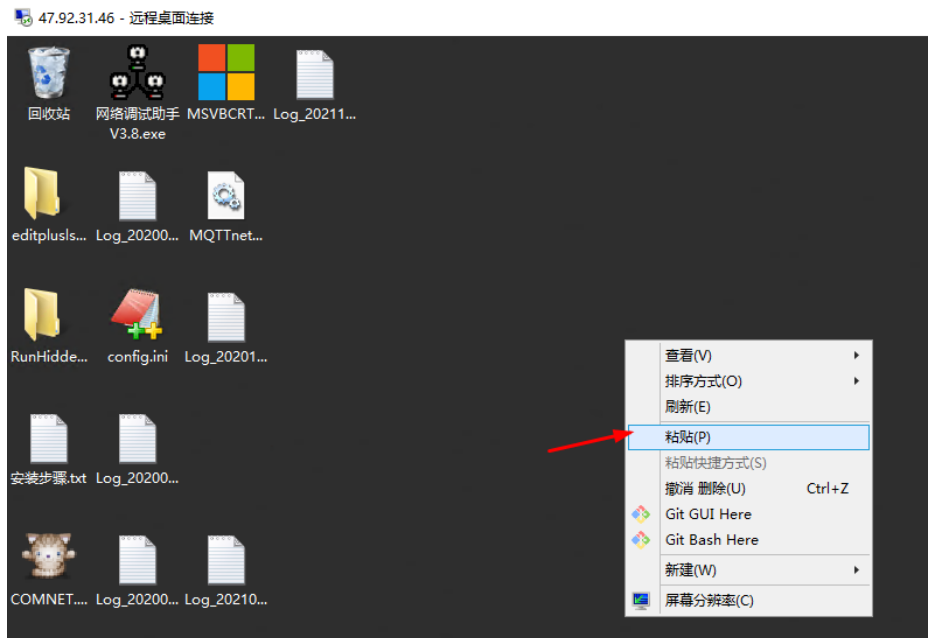 47.92.31.46 - 远程桌面连接
回收站
网络调试助手
V3.8.exe
MSVBCRT...
Log_20211...
editplusls...
Log_20200...
MQTTnet...
RunHidde...
config.ini
Log_20201...
安装步骤.txt
Log_20200...
COMNET....
Log_20200...
Log_20210...
查看(V)
排序方式(O)
刷新(E)
粘贴(P)
粘贴快捷方式(S)
撤消 删除(U) Ctrl+Z
Git GUI Here
Git Bash Here
新建(W)
屏幕分辨率(C)